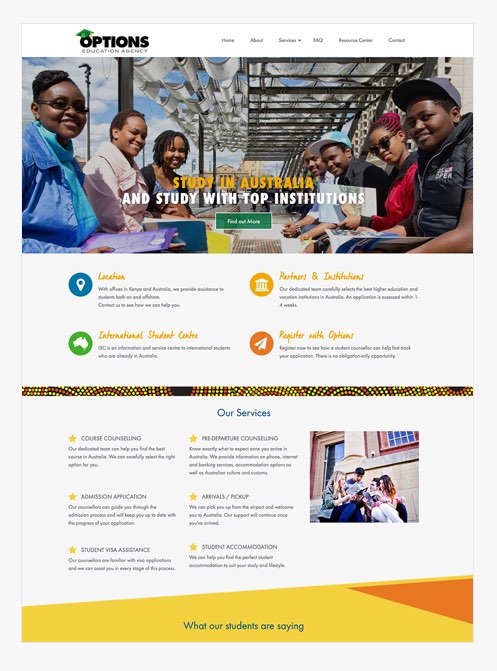 OPTIONS
EDUCATION AGENCY
Home About Services FAQ Resource Center Contact
STUDY IN AUSTRALIA
AND STUDY WITH TOP INSTITUTIONS
Find out More
Location
With offices in Kenya and Australia, we provide assistance to
students both on and offshore.
Contact us to see how we can help you.
Partners & Institutions
Our dedicated team carefully selects the best higher education and
vocation institutions in Australia. An application is assessed within 1-
4 weeks.
International Student Centre
ISC is an information and service centre to international students
who are already in Australia.
Register with Options
Register now to see how a student counsellor can help fast track
your application. There is no obligation-only opportunity.
Our Services
COURSE COUNSELLING
Our dedicated team can help you find the best
course in Australia. We can carefully select the right
option for you.
PRE-DEPARTURE COUNSELLING
Know exactly what to expect once you arrive in
Australia. We provide information on phone, internet
and banking services, accommodation options as
well as Australian culture and customs.
ADMISSION APPLICATION
Our counsellors can guide you through the
admission process and will keep you up to date with
the progress of your application.
ARRIVALS / PICKUP
We can pick you up from the airport and welcome
you to Australia. Our support will continue once
you've arrived.
STUDENT VISA ASSISTANCE
Our counsellors are familiar with visa applications
and we can assist you in every stage of this process.
STUDENT ACCOMMODATION
We can help you find the perfect student
accommodation to suit your study and lifestyle.
What our students are saying